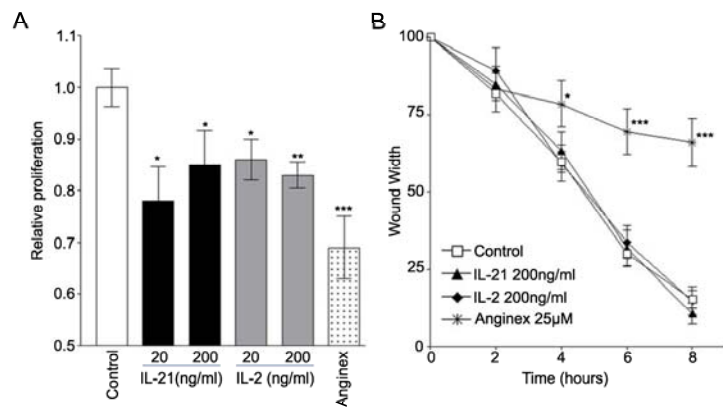 A
B
1.1
1.0
0.9
0.8
0.7
0.6
0.5
Relative proliferation
*
*
*
**
***
Control
20 200
IL-21(ng/ml)
20 200
IL-2 (ng/ml)
Anginex
100
75
50
25
0
Wound Width
*
***
***
Control
IL-21 200ng/ml
IL-2 200ng/ml
Anginex 25µM
0 2 4 6 8
Time (hours)